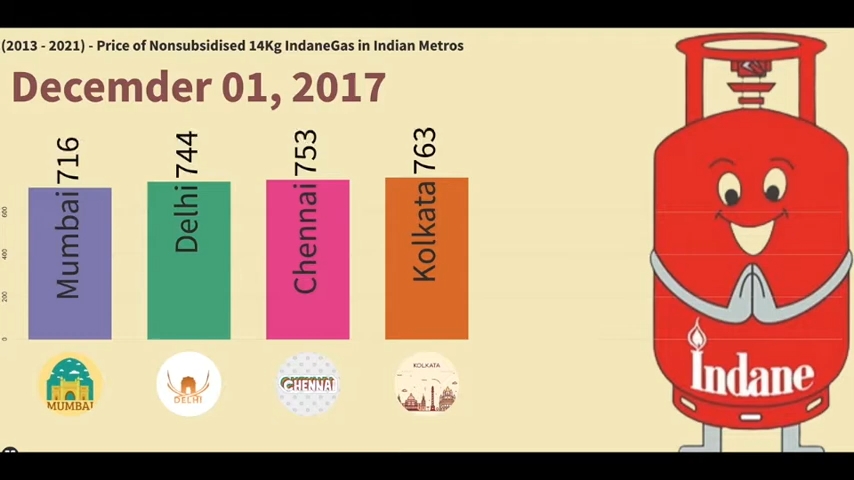 (2013 - 2021) - Price of Nonsubsidised 14Kg IndaneGas in Indian Metros
Decemder 01, 2017
Mumbai 716
Delhi 744
Chennai 753
Kolkata 763
600
400
200
0
MUMBAI
DELHI
CHENNAI
KOLKATA
Indane